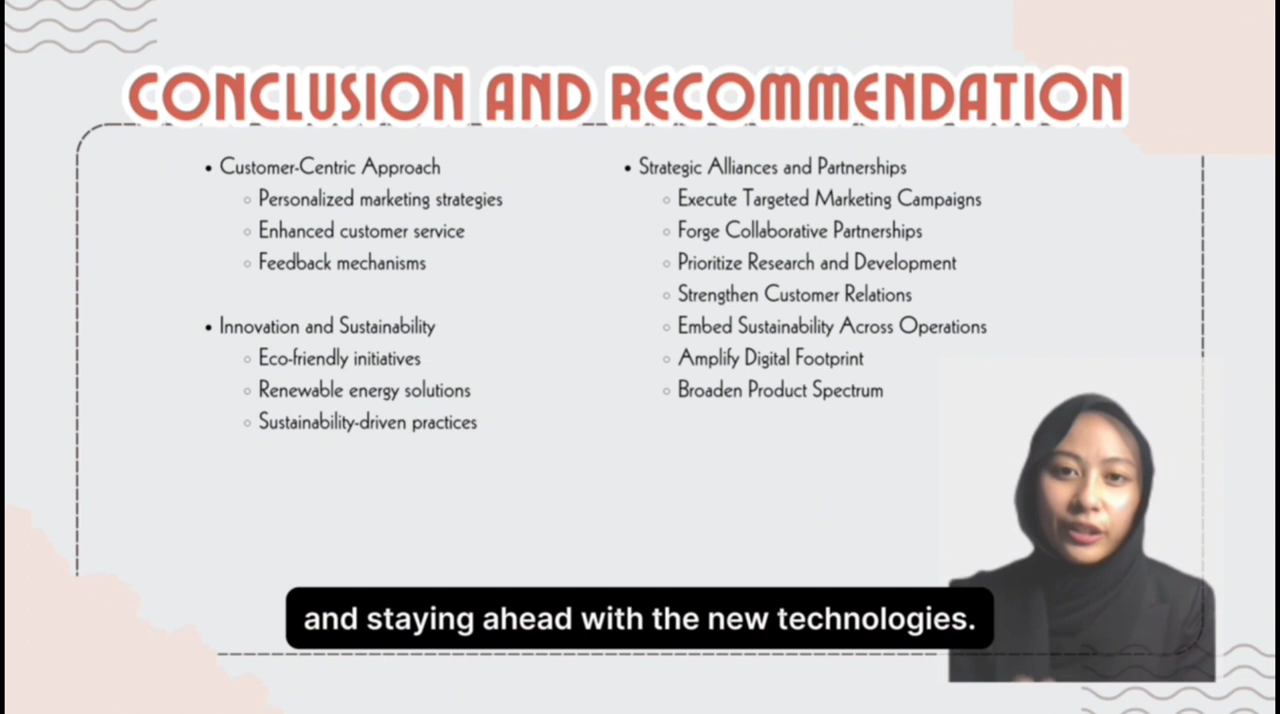 CONCLUSION AND RECOMMENDATION
• Customer-Centric Approach
◦ Personalized marketing strategies
◦ Enhanced customer service
◦ Feedback mechanisms
• Innovation and Sustainability
◦ Eco-friendly initiatives
◦ Renewable energy solutions
◦ Sustainability-driven practices
• Strategic Alliances and Partnerships
◦ Execute Targeted Marketing Campaigns
◦ Forge Collaborative Partnerships
◦ Prioritize Research and Development
◦ Strengthen Customer Relations
◦ Embed Sustainability Across Operations
◦ Amplify Digital Footprint
◦ Broaden Product Spectrum
and staying ahead with the new technologies.